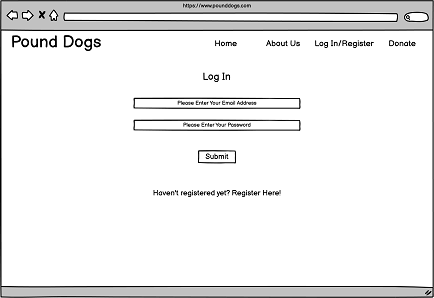 https://www.pounddogs.com
Pound Dogs Home About Us Log In/Register Donate
Log In
Please Enter Your Email Address
Please Enter Your Password
Submit
Haven't registered yet? Register Here!